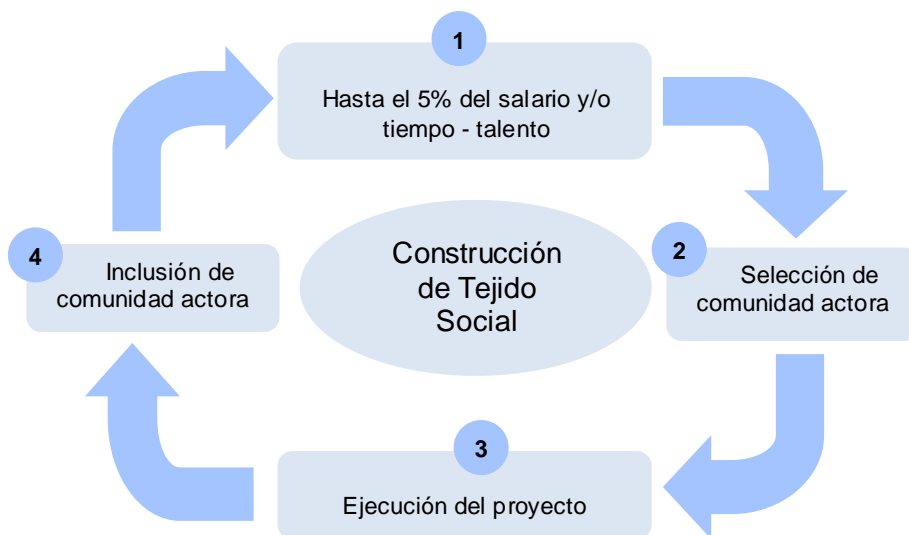 1
Hasta el 5% del salario y/o
tiempo - talento
2
Selección de
comunidad actora
3
Ejecución del proyecto
4
Inclusión de
comunidad actora
Construcción
de Tejido
Social